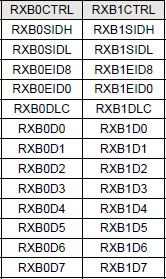 RXB0CTRL RXB1CTRL
RXB0SIDH RXB1SIDH
RXB0SIDL RXB1SIDL
RXB0EID8 RXB1EID8
RXB0EID0 RXB1EID0
RXB0DLC RXB1DLC
RXB0D0 RXB1D0
RXB0D1 RXB1D1
RXB0D2 RXB1D2
RXB0D3 RXB1D3
RXB0D4 RXB1D4
RXB0D5 RXB1D5
RXB0D6 RXB1D6
RXB0D7 RXB1D7